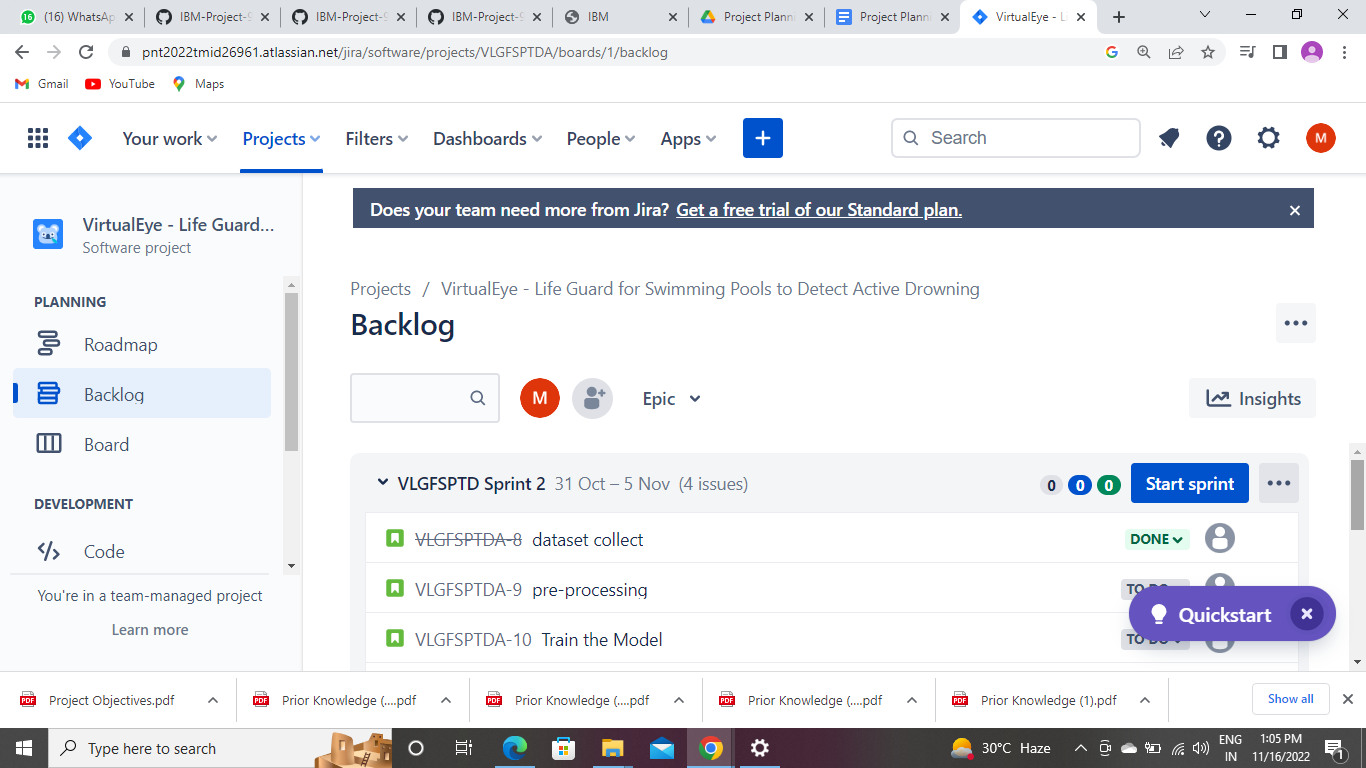 (16) WhatsAp
IBM-Project-9
IBM-Project-9
IBM-Project-9
IBM
Project Planni
Project Planni
VirtualEye - Li
pnt2022tmid26961.atlassian.net/jira/software/projects/VLGFSPTDA/boards/1/backlog
Gmail YouTube Maps
Your work Projects Filters Dashboards People Apps + Search ? M
VirtualEye - Life Guard...
Software project
Does your team need more from Jira? Get a free trial of our Standard plan.
PLANNING
Roadmap
Backlog
Board
DEVELOPMENT
Code
You're in a team-managed project
Learn more
Projects / VirtualEye - Life Guard for Swimming Pools to Detect Active Drowning
Backlog
M Epic Insights
VLGFSPTD Sprint 2 31 Oct – 5 Nov (4 issues) 0 0 0 Start sprint
VLGFSPTDA-8 dataset collect DONE
VLGFSPTDA-9 pre-processing TO DO
VLGFSPTDA-10 Train the Model TO DO
Quickstart
Project Objectives.pdf
Prior Knowledge (....pdf
Prior Knowledge (....pdf
Prior Knowledge (....pdf
Prior Knowledge (1).pdf
Show all
Type here to search
30°C Haze
ENG
IN
1:05 PM
11/16/2022
1